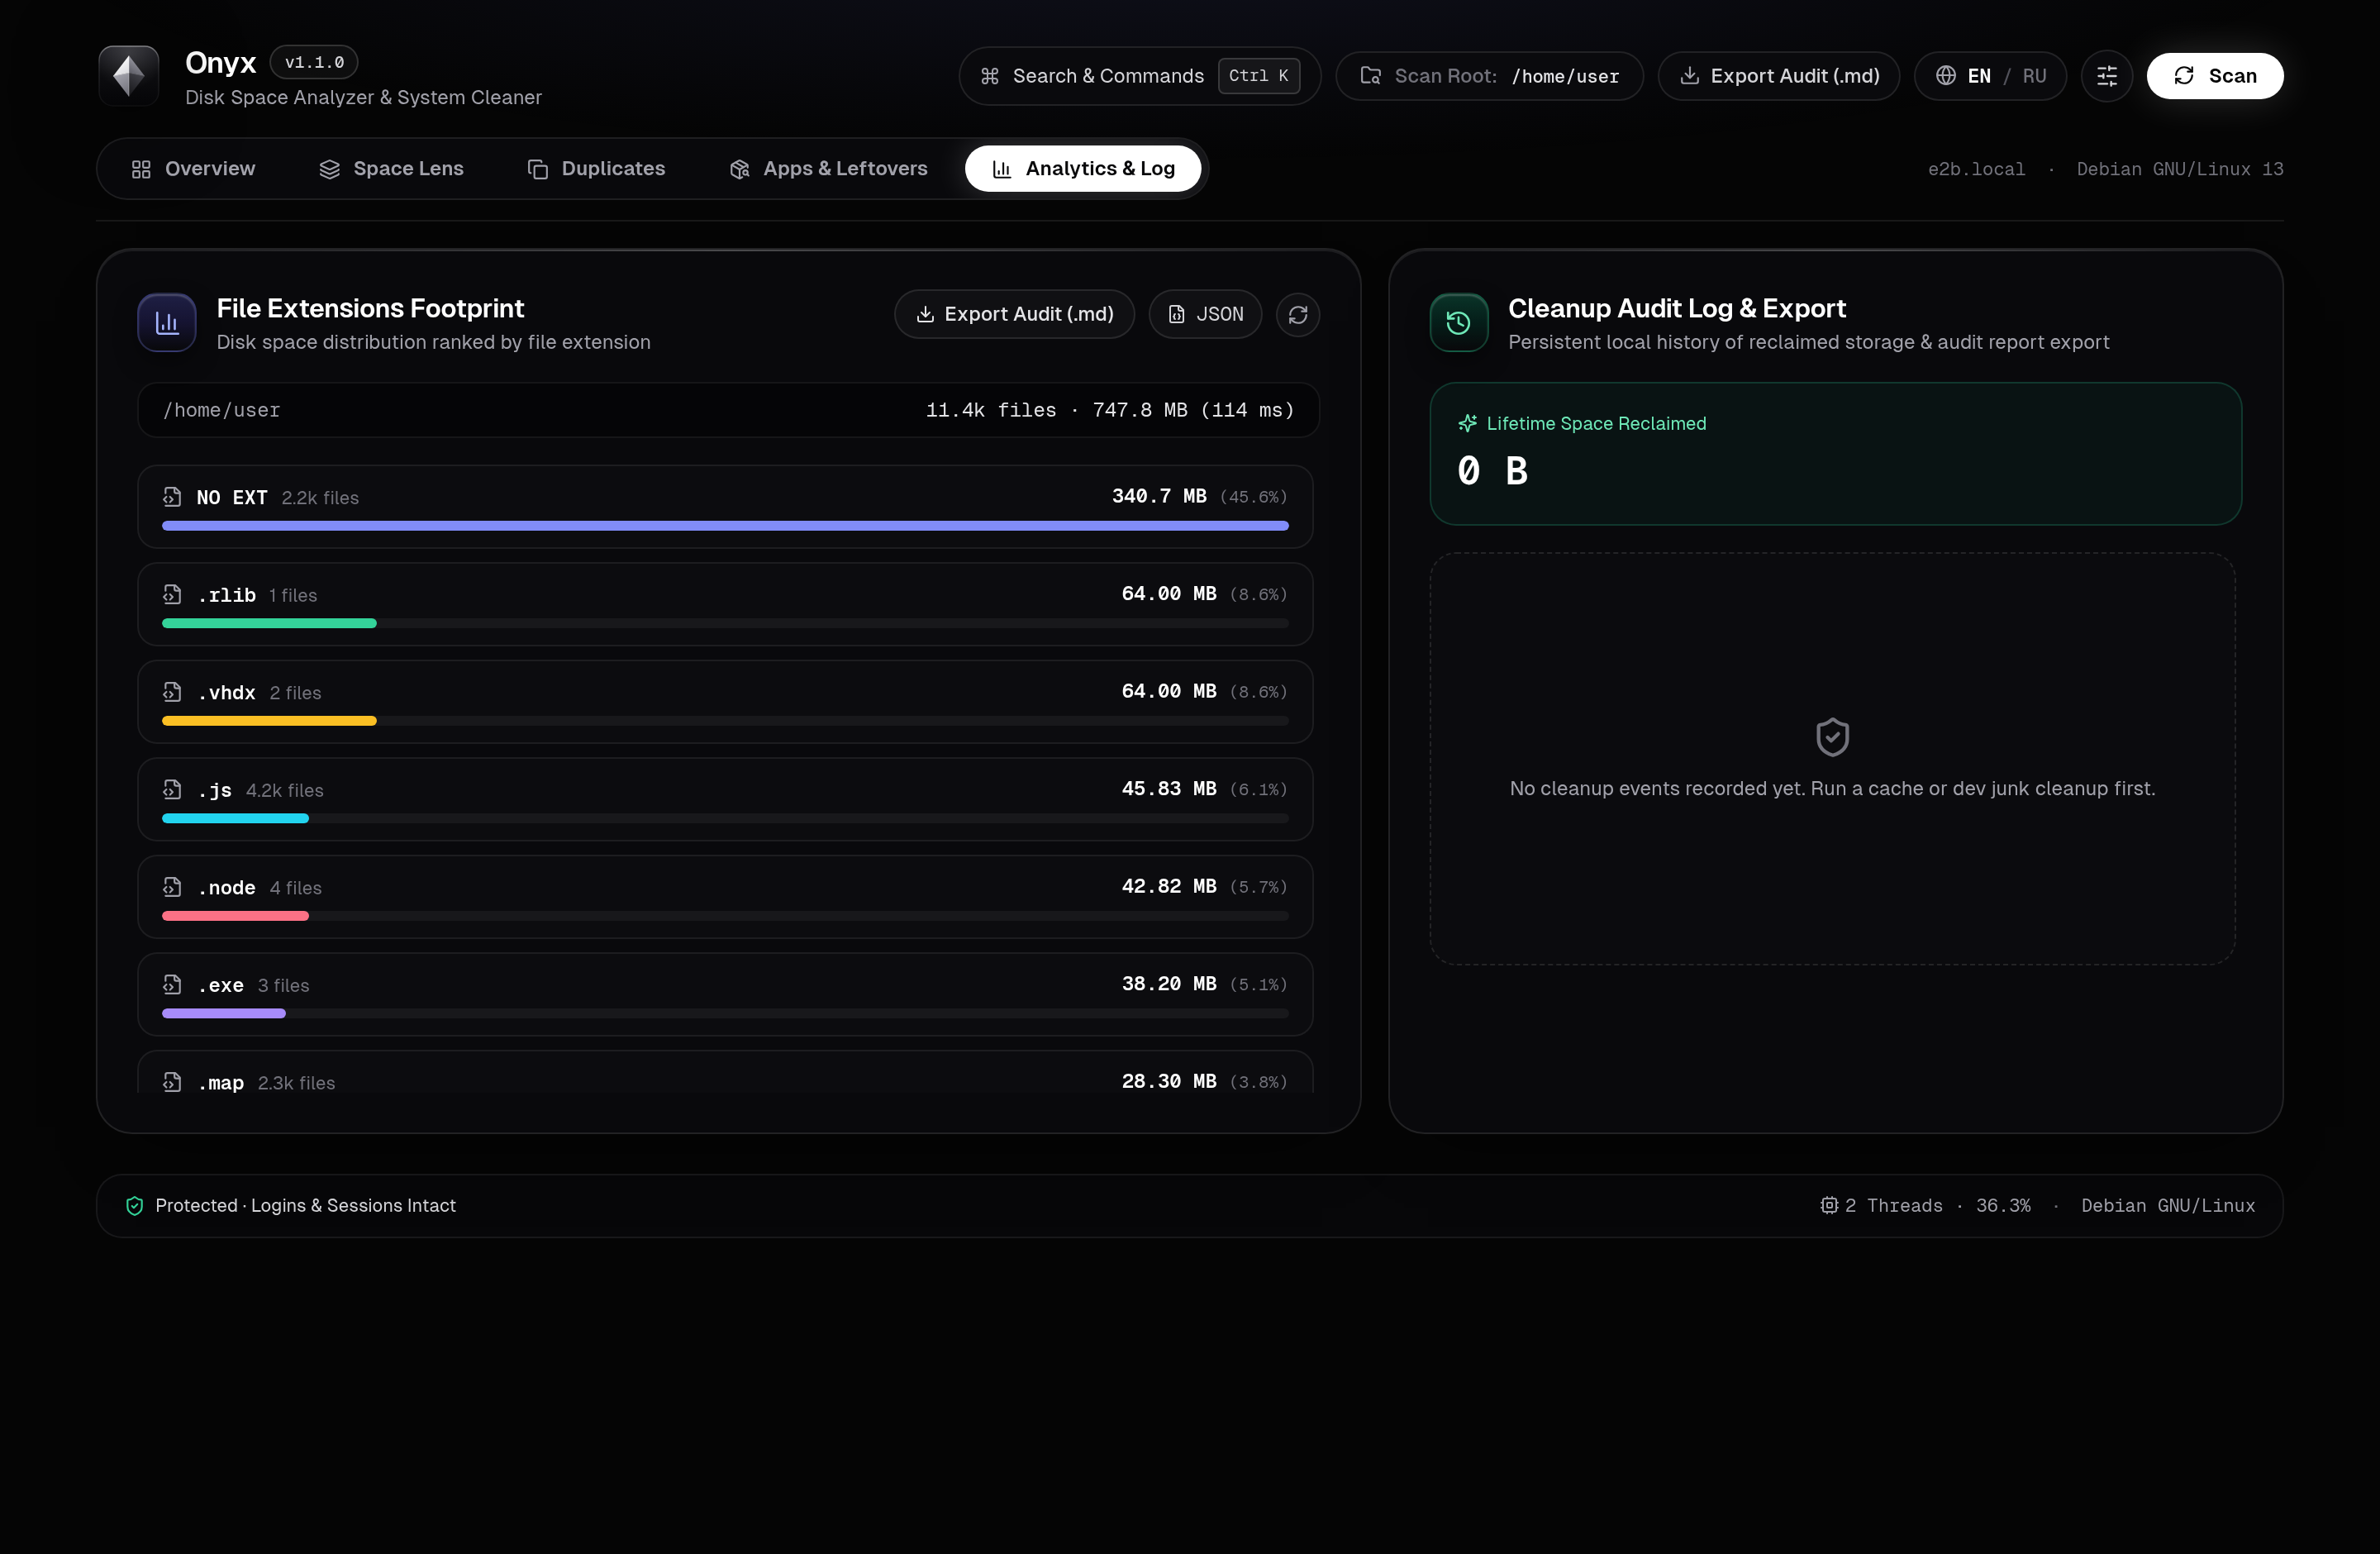 Onyx v1.1.0
Disk Space Analyzer & System Cleaner
Search & Commands Ctrl K
Scan Root: /home/user
Export Audit (.md)
EN / RU
Scan
Overview
Space Lens
Duplicates
Apps & Leftovers
Analytics & Log
e2b.local · Debian GNU/Linux 13
File Extensions Footprint
Disk space distribution ranked by file extension
Export Audit (.md)
JSON
/home/user
11.4k files · 747.8 MB (114 ms)
NO EXT 2.2k files 340.7 MB (45.6%)
.rlib 1 files 64.00 MB (8.6%)
.vhdx 2 files 64.00 MB (8.6%)
.js 4.2k files 45.83 MB (6.1%)
.node 4 files 42.82 MB (5.7%)
.exe 3 files 38.20 MB (5.1%)
.map 2.3k files 28.30 MB (3.8%)
Cleanup Audit Log & Export
Persistent local history of reclaimed storage & audit report export
Lifetime Space Reclaimed
0 B
No cleanup events recorded yet. Run a cache or dev junk cleanup first.
Protected · Logins & Sessions Intact
2 Threads · 36.3% · Debian GNU/Linux